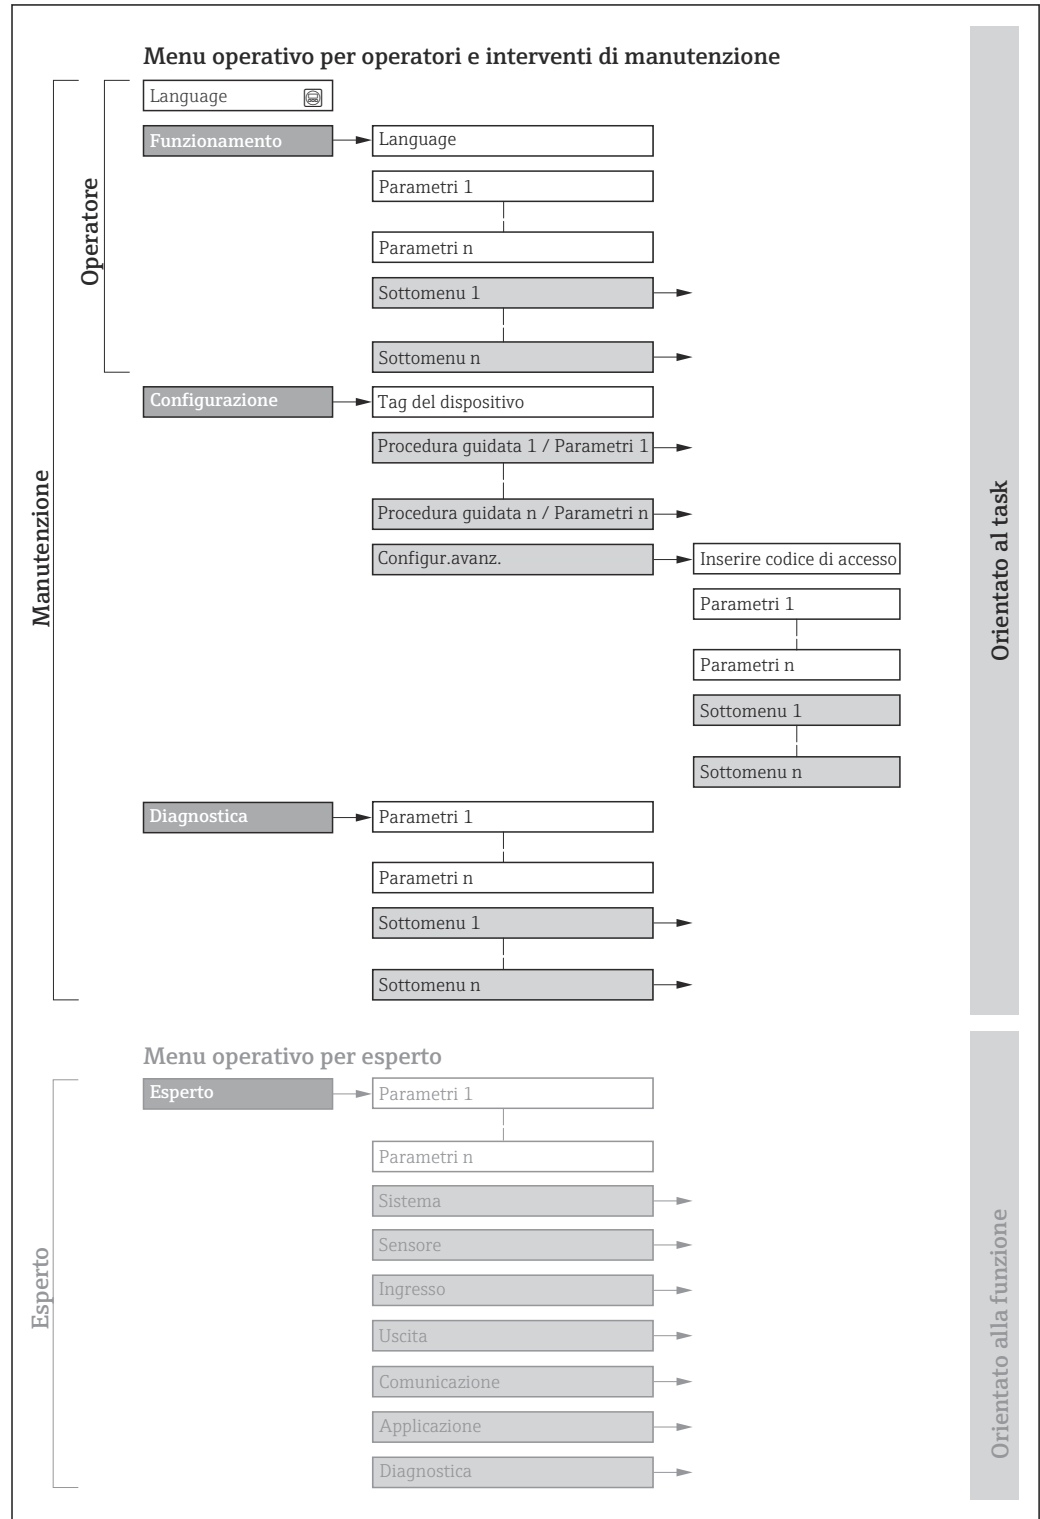 Menu operativo per operatori e interventi di manutenzione
Language
Funzionamento
Language
Parametri 1
Parametri n
Sottomenu 1
Sottomenu n
Operatore
Configurazione
Tag del dispositivo
Procedura guidata 1 / Parametri 1
Procedura guidata n / Parametri n
Configur.avanz.
Inserire codice di accesso
Parametri 1
Parametri n
Sottomenu 1
Sottomenu n
Manutenzione
Orientato al task
Diagnostica
Parametri 1
Parametri n
Sottomenu 1
Sottomenu n
Menu operativo per esperto
Esperto
Parametri 1
Parametri n
Sistema
Sensore
Ingresso
Uscita
Comunicazione
Applicazione
Diagnostica
Esperto
Orientato alla funzione